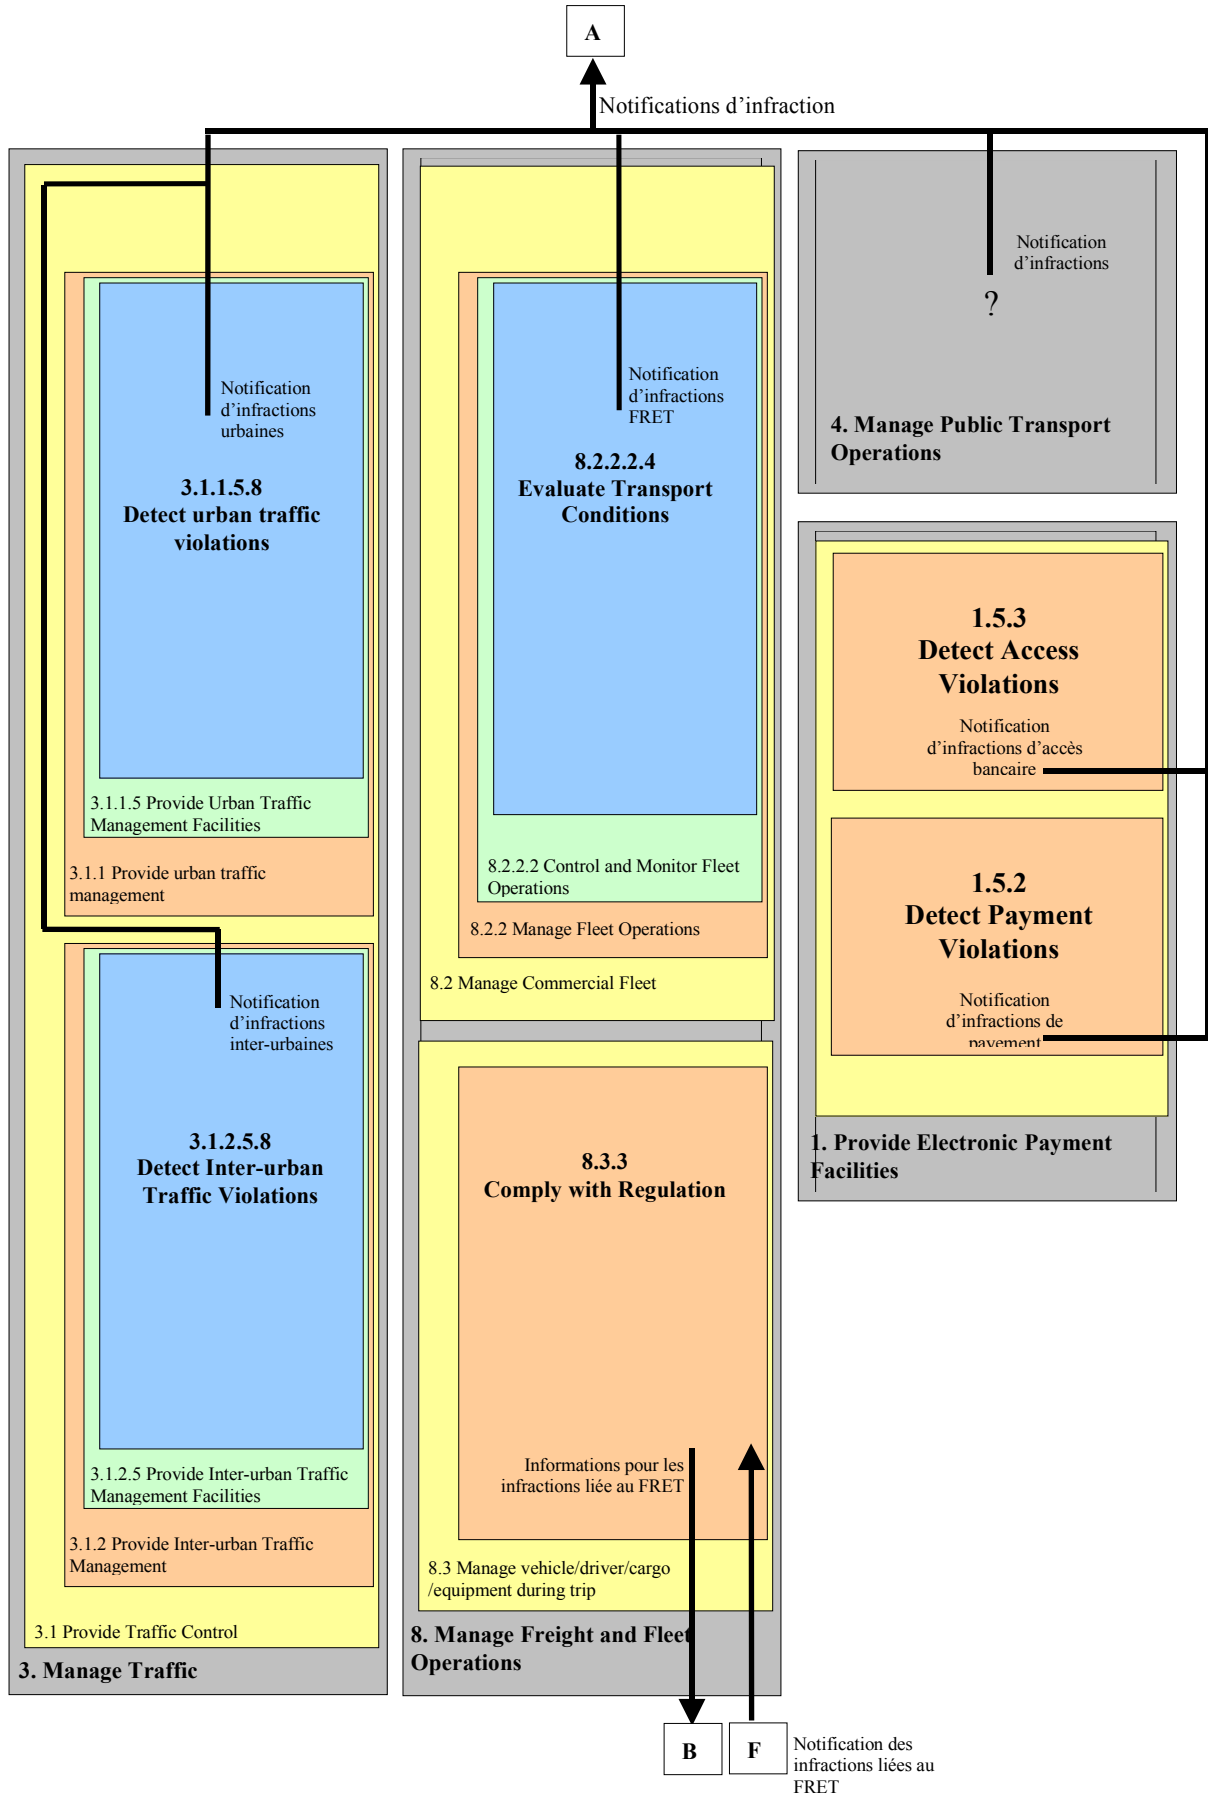 A
Notifications d’infraction
Notification
d’infractions
urbaines
3.1.1.5.8
Detect urban traffic
violations
3.1.1.5 Provide Urban Traffic
Management Facilities
3.1.1 Provide urban traffic
management
Notification
d’infractions
inter-urbaines
3.1.2.5.8
Detect Inter-urban
Traffic Violations
3.1.2.5 Provide Inter-urban Traffic
Management Facilities
3.1.2 Provide Inter-urban Traffic
Management
3.1 Provide Traffic Control
3. Manage Traffic
Notification
d’infractions
FRET
8.2.2.2.4
Evaluate Transport
Conditions
8.2.2.2 Control and Monitor Fleet
Operations
8.2.2 Manage Fleet Operations
8.2 Manage Commercial Fleet
8.3.3
Comply with Regulation
Informations pour les
infractions liée au FRET
8.3 Manage vehicle/driver/cargo
/equipment during trip
8. Manage Freight and Fleet
Operations
B
F
Notification des
infractions liées au
FRET
Notification
d’infractions
?
4. Manage Public Transport
Operations
1.5.3
Detect Access
Violations
Notification
d’infractions d’accès
bancaire
1.5.2
Detect Payment
Violations
Notification
d’infractions de
payement
1. Provide Electronic Payment
Facilities